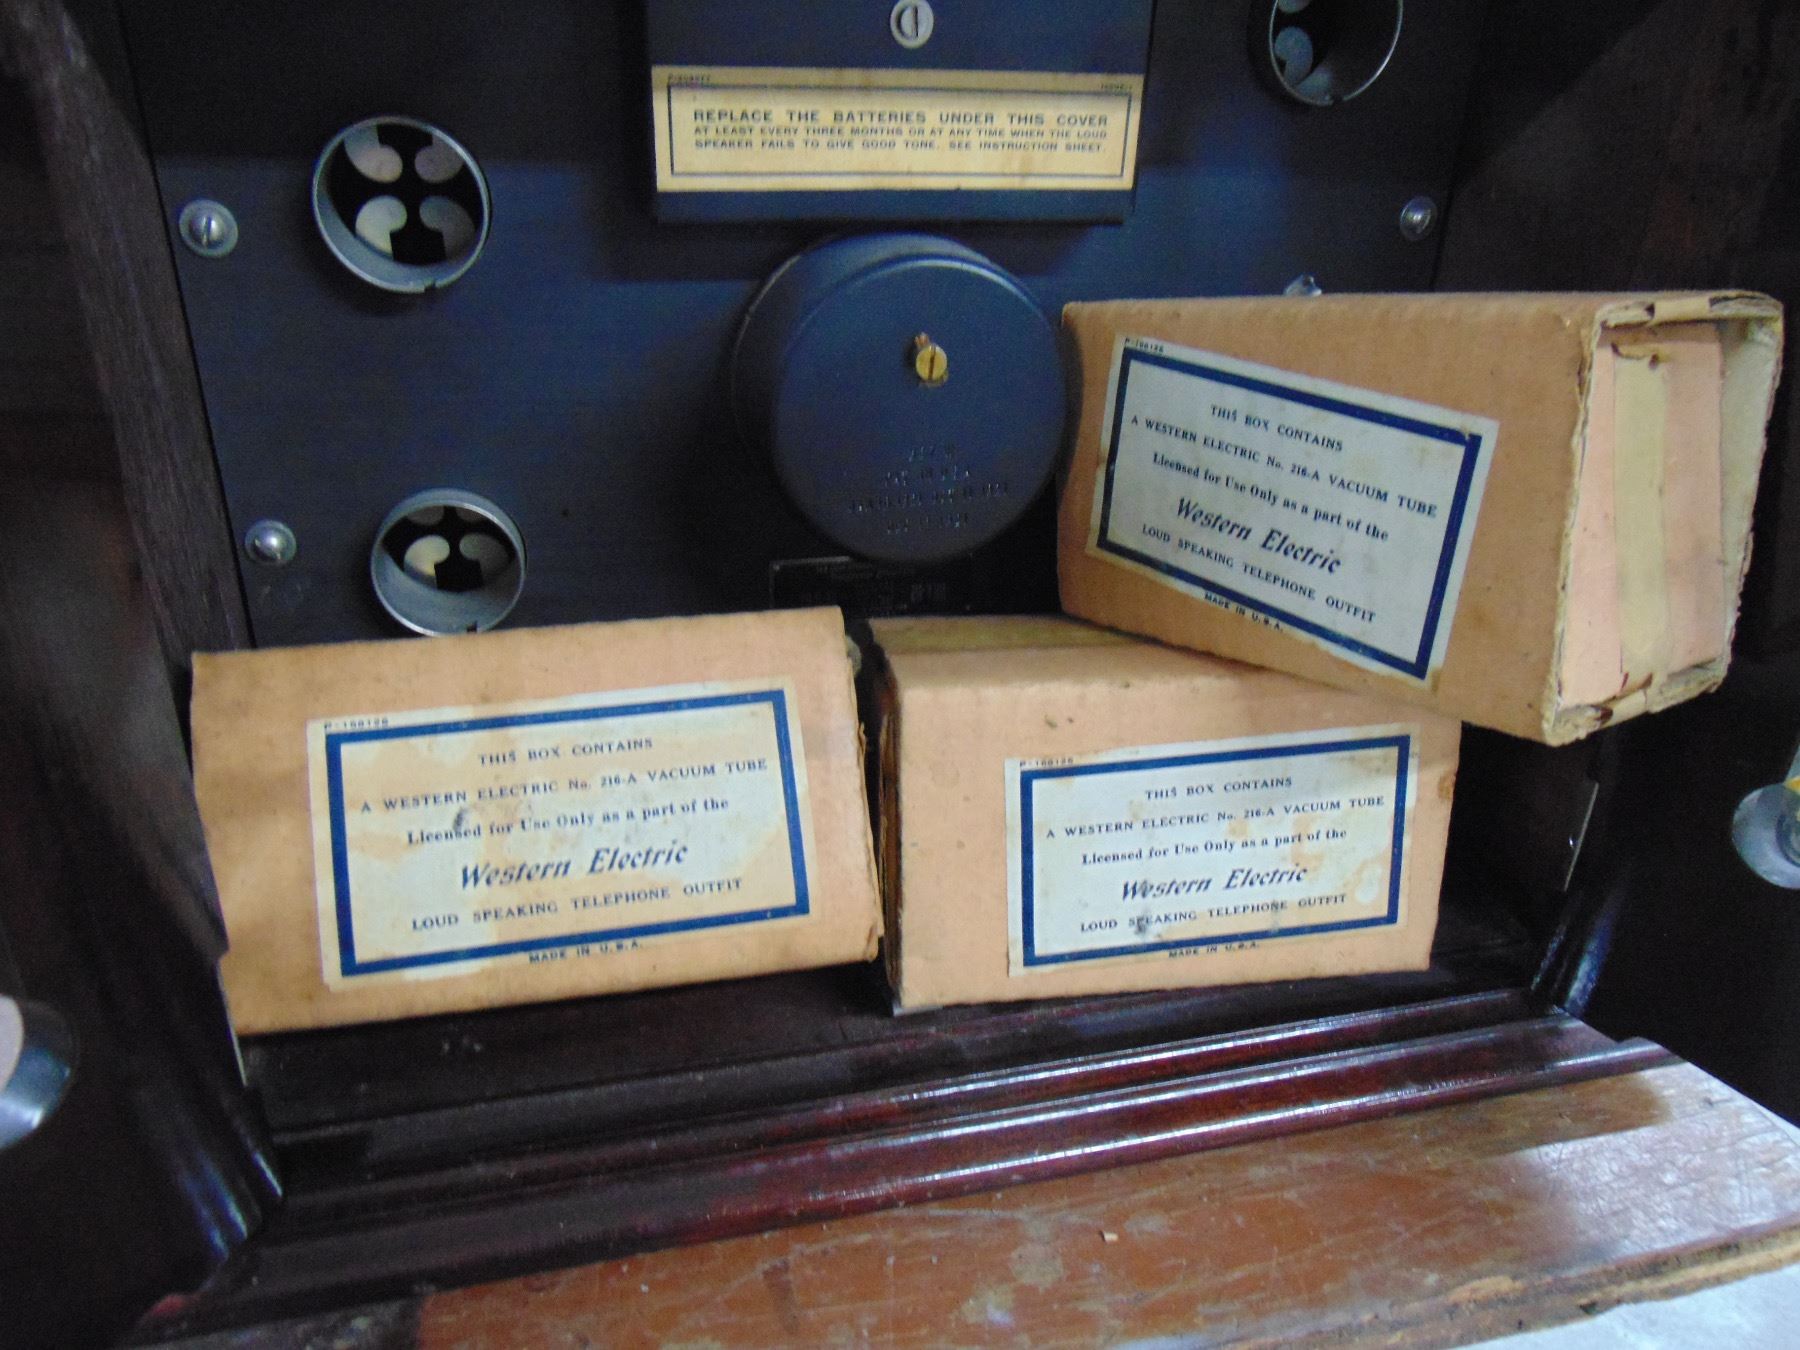 REPLACE THE BATTERIES UNDER THIS COVER
AT LEAST EVERY THREE MONTHS OR AT ANY TIME WHEN THE LOUD
SPEAKER FAILS TO GIVE GOOD TONE. SEE INSTRUCTION SHEET.
P-166126
THIS BOX CONTAINS
A WESTERN ELECTRIC No. 216-A VACUUM TUBE
Licensed for Use Only as a part of the
Western Electric
LOUD SPEAKING TELEPHONE OUTFIT
MADE IN U.S.A.
P-166126
THIS BOX CONTAINS
A WESTERN ELECTRIC No. 216-A VACUUM TUBE
Licensed for Use Only as a part of the
Western Electric
LOUD SPEAKING TELEPHONE OUTFIT
MADE IN U.S.A.
P-166126
THIS BOX CONTAINS
A WESTERN ELECTRIC No. 216-A VACUUM TUBE
Licensed for Use Only as a part of the
Western Electric
LOUD SPEAKING TELEPHONE OUTFIT
MADE IN U.S.A.